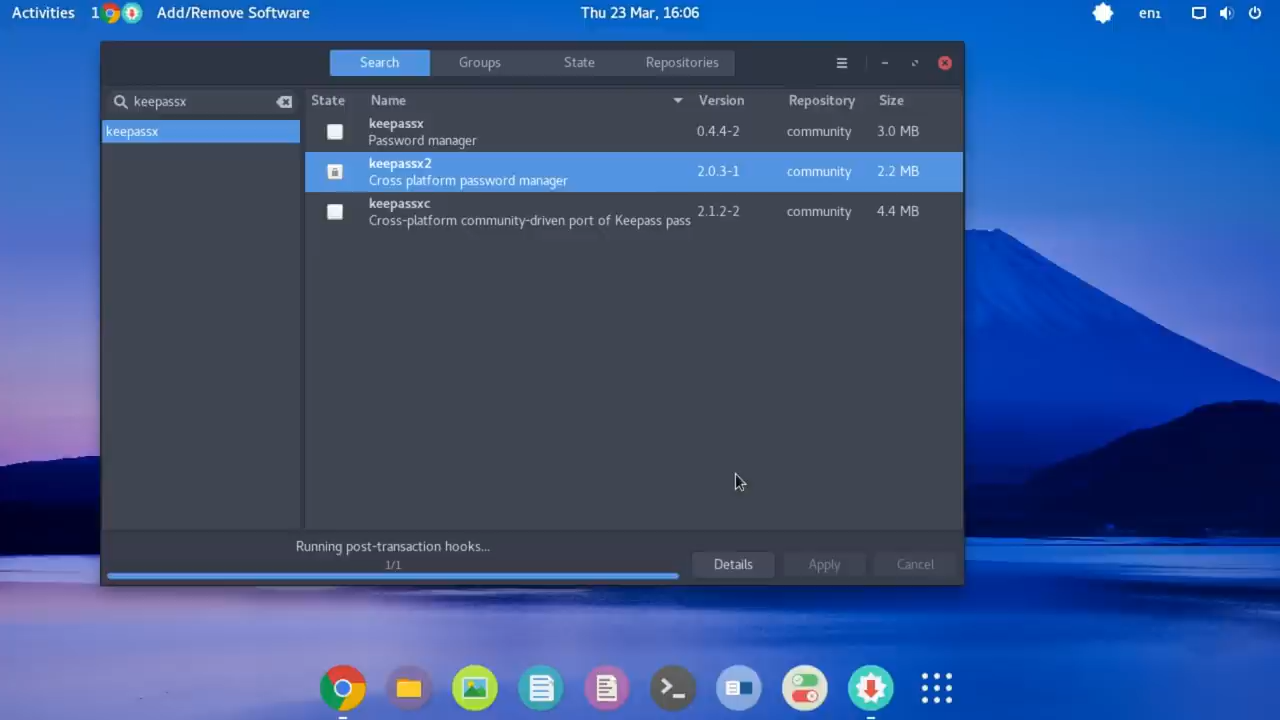 Activities 1 Add/Remove Software Thu 23 Mar, 16:06 en₁
Search Groups State Repositories
keepassx State Name Version Repository Size
keepassx
keepassx 0.4.4-2 community 3.0 MB
Password manager
keepassx2 2.0.3-1 community 2.2 MB
Cross platform password manager
keepassxc 2.1.2-2 community 4.4 MB
Cross-platform community-driven port of Keepass pass
Running post-transaction hooks...
1/1
Details Apply Cancel